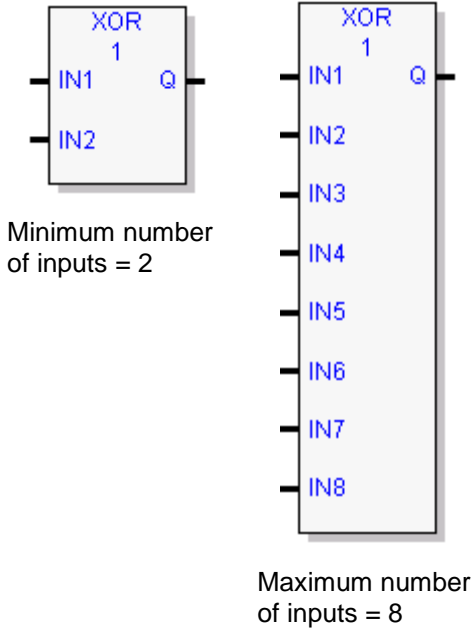 XOR
1
IN1 Q
IN2
Minimum number
of inputs = 2
XOR
1
IN1 Q
IN2
IN3
IN4
IN5
IN6
IN7
IN8
Maximum number
of inputs = 8